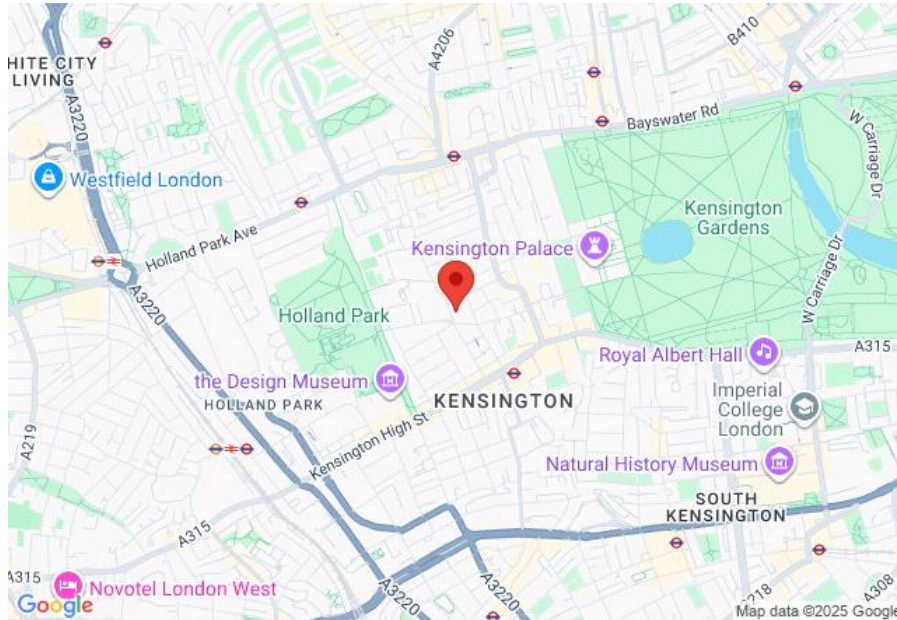 HITE CITY
LIVING
A3220
A4206
B410
Bayswater Rd
W Carriage Dr
Westfield London
A3220
Holland Park Ave
Kensington Palace
Kensington
Gardens
W Carriage Dr
A3220
Holland Park
the Design Museum
HOLLAND PARK
KENSINGTON
Royal Albert Hall
A315
Imperial
College
London
A219
Kensington High St
Natural History Museum
SOUTH
KENSINGTON
A315
A315
Novotel London West
A3220
A3220
A3218
A308
Google
Map data ©2025 Google